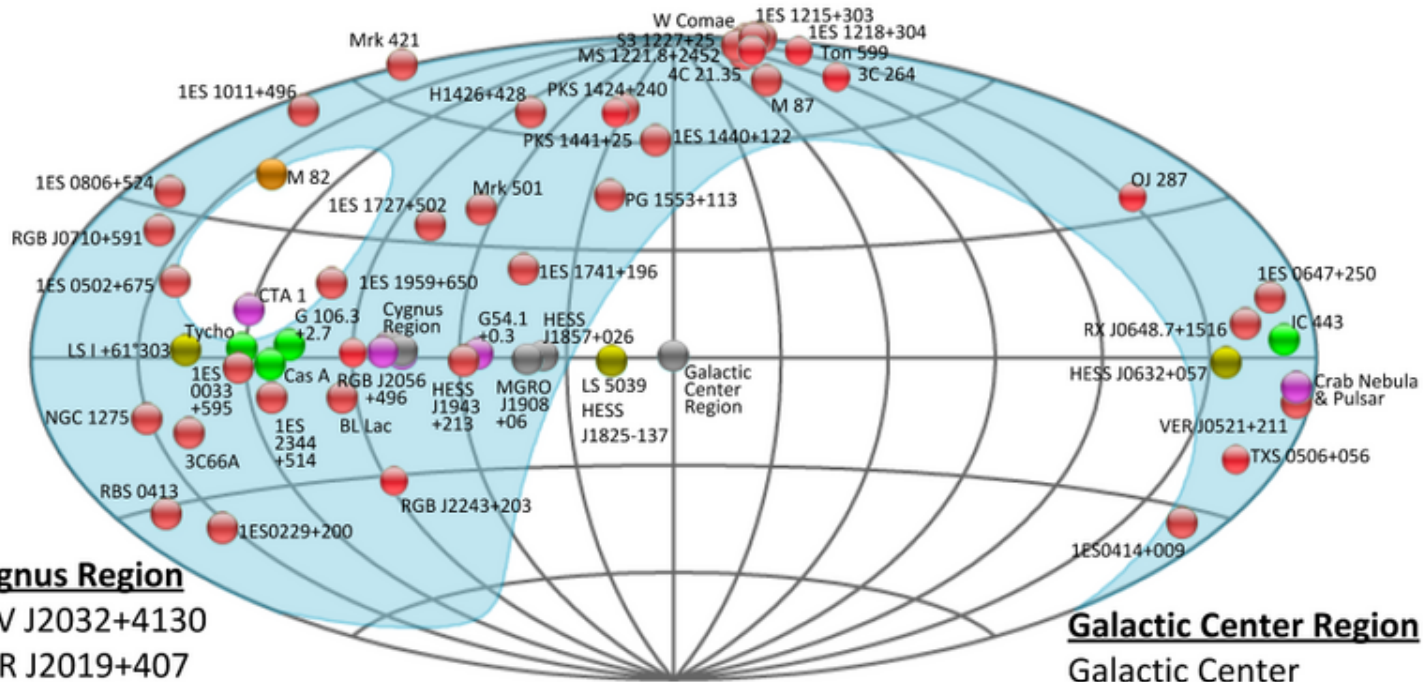 W Comae
1ES 1215+303
1ES 1218+304
S3 1227+25
MS 1221.8+2452
Ton 599
4C 21.35
3C 264
M 87
Mrk 421
1ES 1011+496
H1426+428
PKS 1424+240
PKS 1441+25
1ES 1440+122
1ES 0806+524
M 82
1ES 1727+502
Mrk 501
PG 1553+113
OJ 287
RGB J0710+591
1ES 0502+675
1ES 1959+650
1ES 1741+196
1ES 0647+250
CTA 1
G 106.3
+2.7
Cygnus
Region
G54.1
+0.3
HESS
J1857+026
Tycho
LS I +61°303
RX J0648.7+1516
IC 443
HESS J0632+057
1ES
0033
+595
Cas A
RGB J2056
+496
HESS
J1943
+213
MGRO
J1908
+06
LS 5039
HESS
J1825-137
Galactic
Center
Region
Crab Nebula
& Pulsar
NGC 1275
3C66A
1ES
2344
+514
BL Lac
VER J0521+211
TXS 0506+056
RBS 0413
1ES0229+200
RGB J2243+203
1ES0414+009
gnus Region
V J2032+4130
R J2019+407
Galactic Center Region
Galactic Center